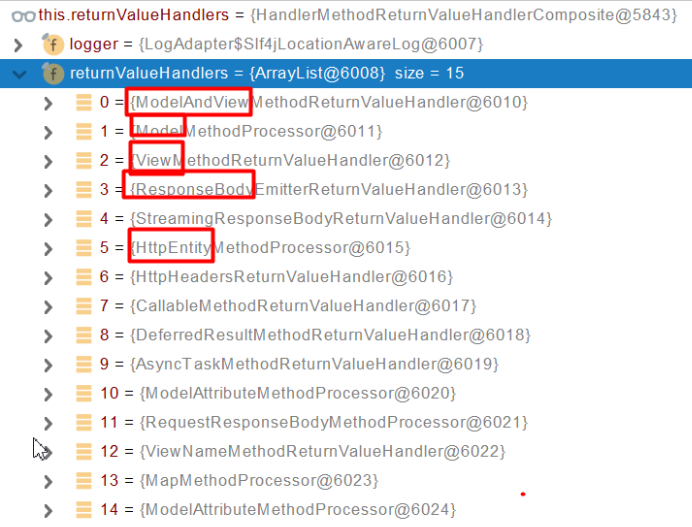 this.returnValueHandlers = {HandlerMethodReturnValueHandlerComposite@5843}
f logger = {LogAdapter$Slf4jLocationAwareLog@6007}
f returnValueHandlers = {ArrayList@6008} size = 15
0 = {ModelAndViewMethodReturnValueHandler@6010}
1 = {ModelMethodProcessor@6011}
2 = {ViewMethodReturnValueHandler@6012}
3 = {ResponseBodyEmitterReturnValueHandler@6013}
4 = {StreamingResponseBodyReturnValueHandler@6014}
5 = {HttpEntityMethodProcessor@6015}
6 = {HttpHeadersReturnValueHandler@6016}
7 = {CallableMethodReturnValueHandler@6017}
8 = {DeferredResultMethodReturnValueHandler@6018}
9 = {AsyncTaskMethodReturnValueHandler@6019}
10 = {ModelAttributeMethodProcessor@6020}
11 = {RequestResponseBodyMethodProcessor@6021}
12 = {ViewNameMethodReturnValueHandler@6022}
13 = {MapMethodProcessor@6023}
14 = {ModelAttributeMethodProcessor@6024}